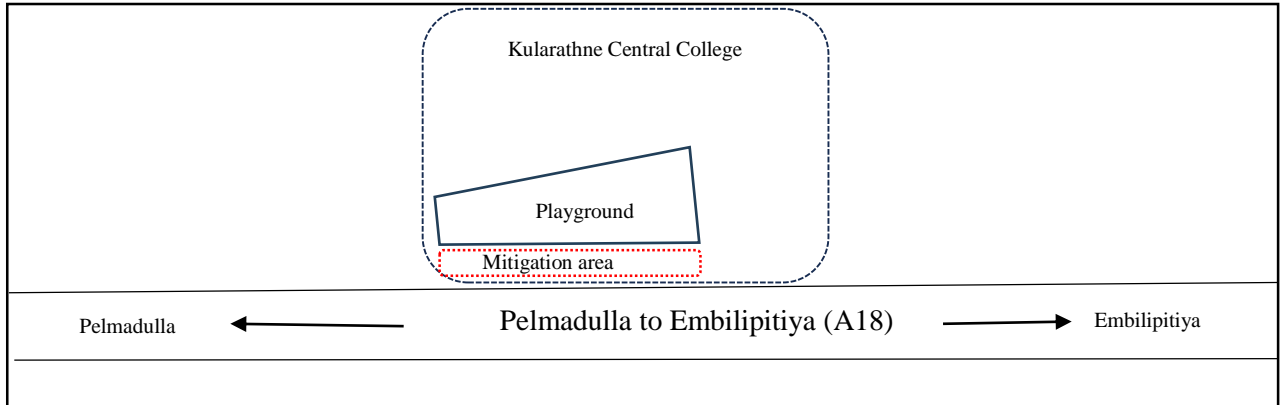 Kularathne Central College
Playground
Mitigation area
Pelmadulla
Pelmadulla to Embilipitiya (A18)
Embilipitiya